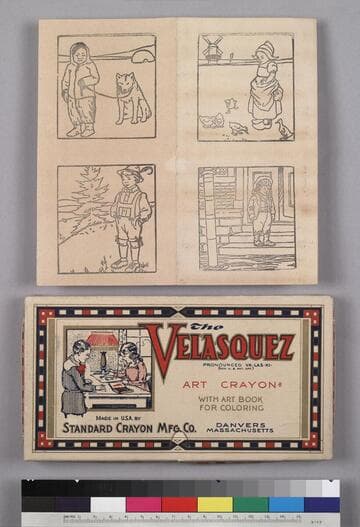 The
VELASQUEZ
PRONOUNCED VE-LAS-KI-
ART CRAYONS
WITH ART BOOK
FOR COLORING
MADE IN U.S.A. BY
STANDARD CRAYON MFG. CO.
DANVERS
MASSACHUSETTS